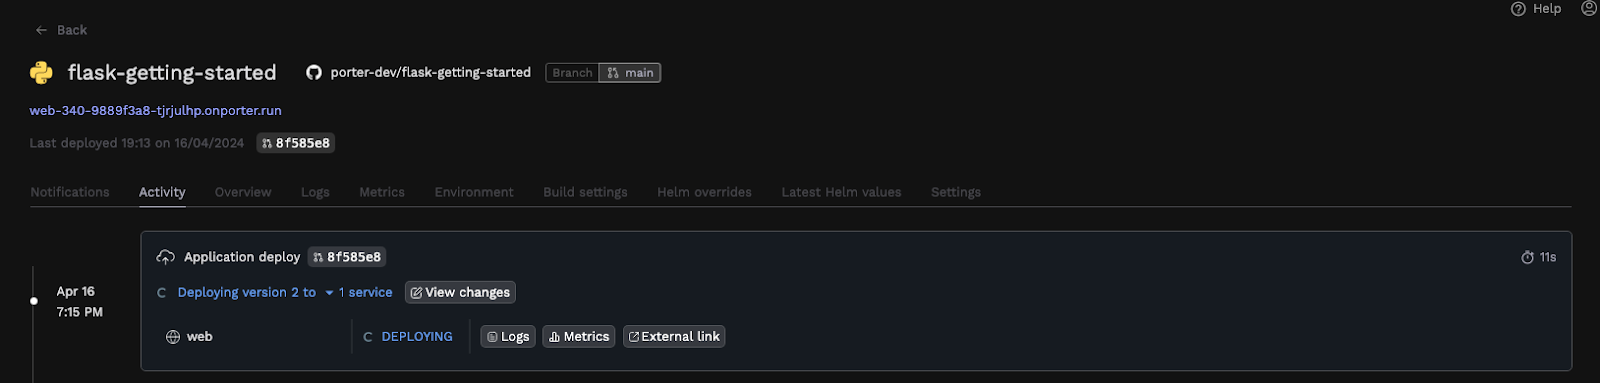 Help
Back
flask-getting-started porter-dev/flask-getting-started Branch main
web-340-9889f3a8-tjrjulhp.onporter.run
Last deployed 19:13 on 16/04/2024 8f585e8
Notifications Activity Overview Logs Metrics Environment Build settings Helm overrides Latest Helm values Settings
Application deploy 8f585e8 11s
Apr 16 Deploying version 2 to 1 service View changes
7:15 PM
web DEPLOYING Logs Metrics External link